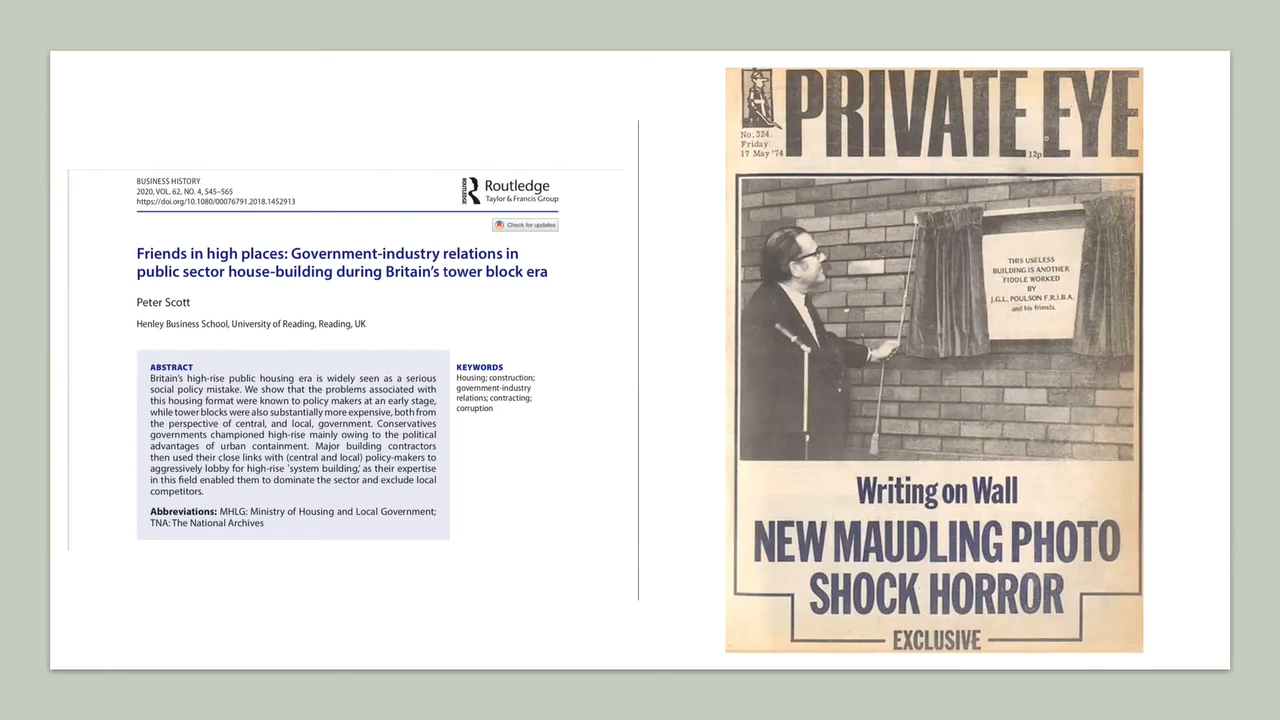 BUSINESS HISTORY
2020, VOL. 62, NO. 4, 545–565
https://doi.org/10.1080/00076791.2018.1452913
ROUTLEDGE
Routledge
Taylor & Francis Group
Check for updates
Friends in high places: Government-industry relations in
public sector house-building during Britain's tower block era
Peter Scott
Henley Business School, University of Reading, Reading, UK
ABSTRACT
Britain's high-rise public housing era is widely seen as a serious
social policy mistake. We show that the problems associated with
this housing format were known to policy makers at an early stage,
while tower blocks were also substantially more expensive, both from
the perspective of central, and local, government. Conservatives
governments championed high-rise mainly owing to the political
advantages of urban containment. Major building contractors
then used their close links with (central and local) policy-makers to
aggressively lobby for high-rise 'system building,' as their expertise
in this field enabled them to dominate the sector and exclude local
competitors.
Abbreviations: MHLG: Ministry of Housing and Local Government;
TNA: The National Archives
KEYWORDS
Housing; construction;
government-industry
relations; contracting;
corruption
PRIVATE EYE
No. 324
Friday
17 May '74
12p
THIS USELESS
BUILDING IS ANOTHER
FIDDLE WORKED
BY
J.G.L. POULSON F.R.I.B.A.
and his friends.
Writing on Wall
NEW MAUDLING PHOTO
SHOCK HORROR
EXCLUSIVE